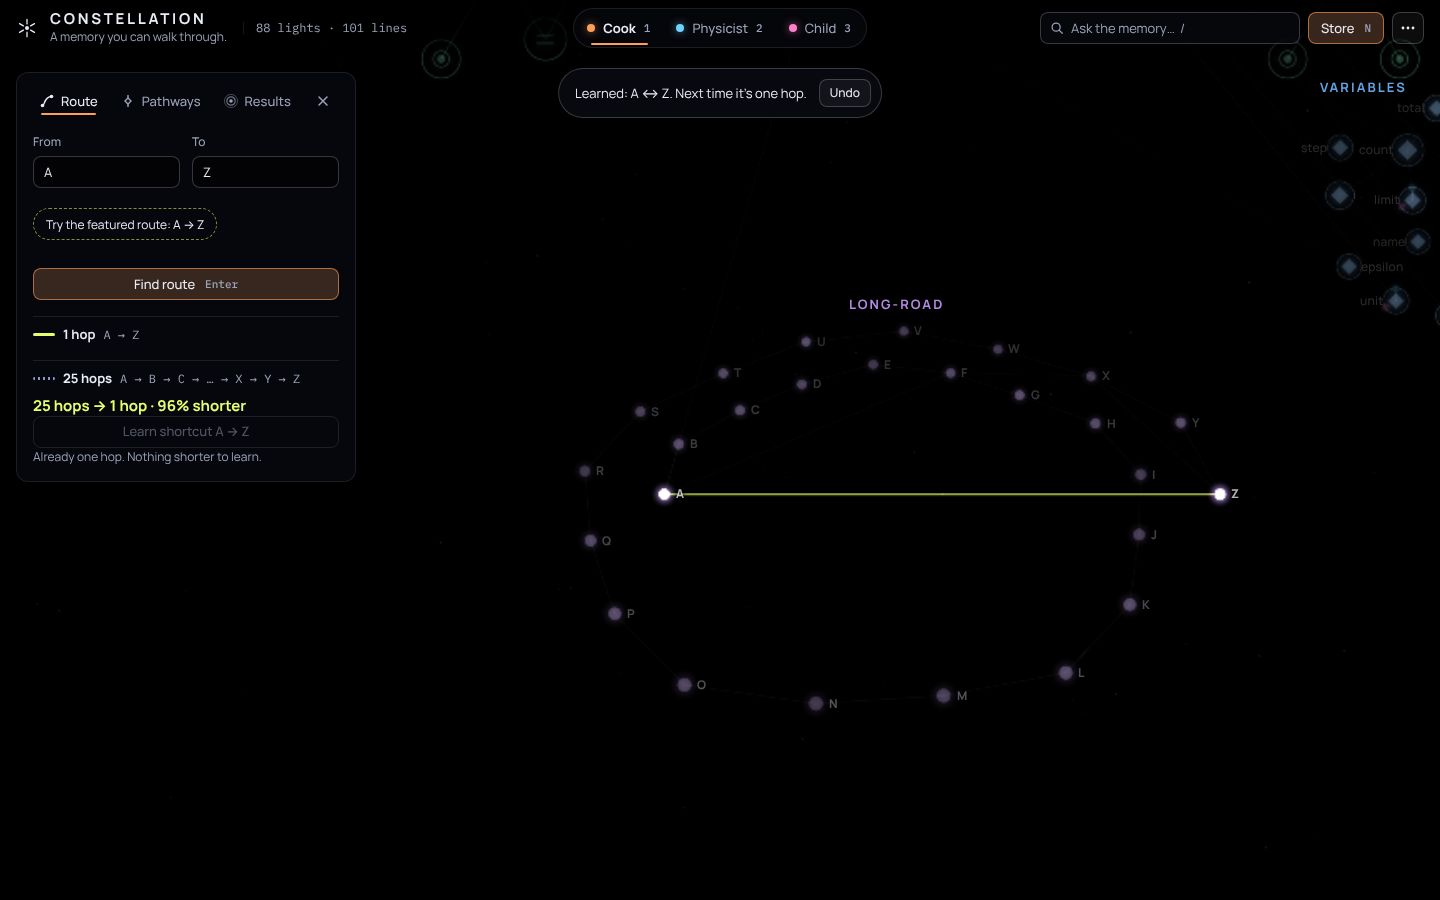 CONSTELLATION
A memory you can walk through.
88 lights · 101 lines
Cook 1
Physicist 2
Child 3
Ask the memory… /
Store N
Route
Pathways
Results
Learned: A ↔ Z. Next time it's one hop.
Undo
From
To
A
Z
Try the featured route: A → Z
Find route Enter
1 hop A → Z
25 hops A → B → C → … → X → Y → Z
25 hops → 1 hop · 96% shorter
Learn shortcut A → Z
Already one hop. Nothing shorter to learn.
VARIABLES
total
step
count
limit
name
epsilon
unit
LONG-ROAD
V
U
W
E
T
F
X
D
G
S
C
B
H
Y
R
I
A
Z
Q
J
K
P
L
O
M
N